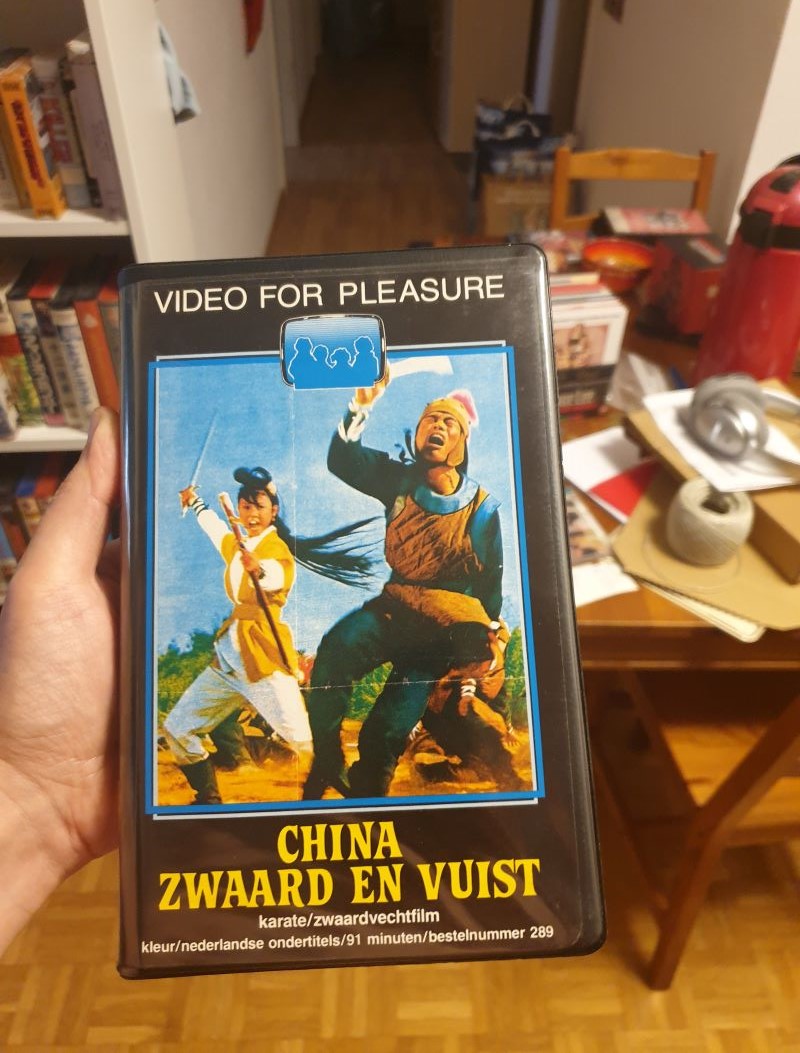 VIDEO FOR PLEASURE
CHINA
ZWAARD EN VUIST
karate/zwaardvechtfilm
kleur/nederlandse ondertitels/91 minuten/bestelnummer 289